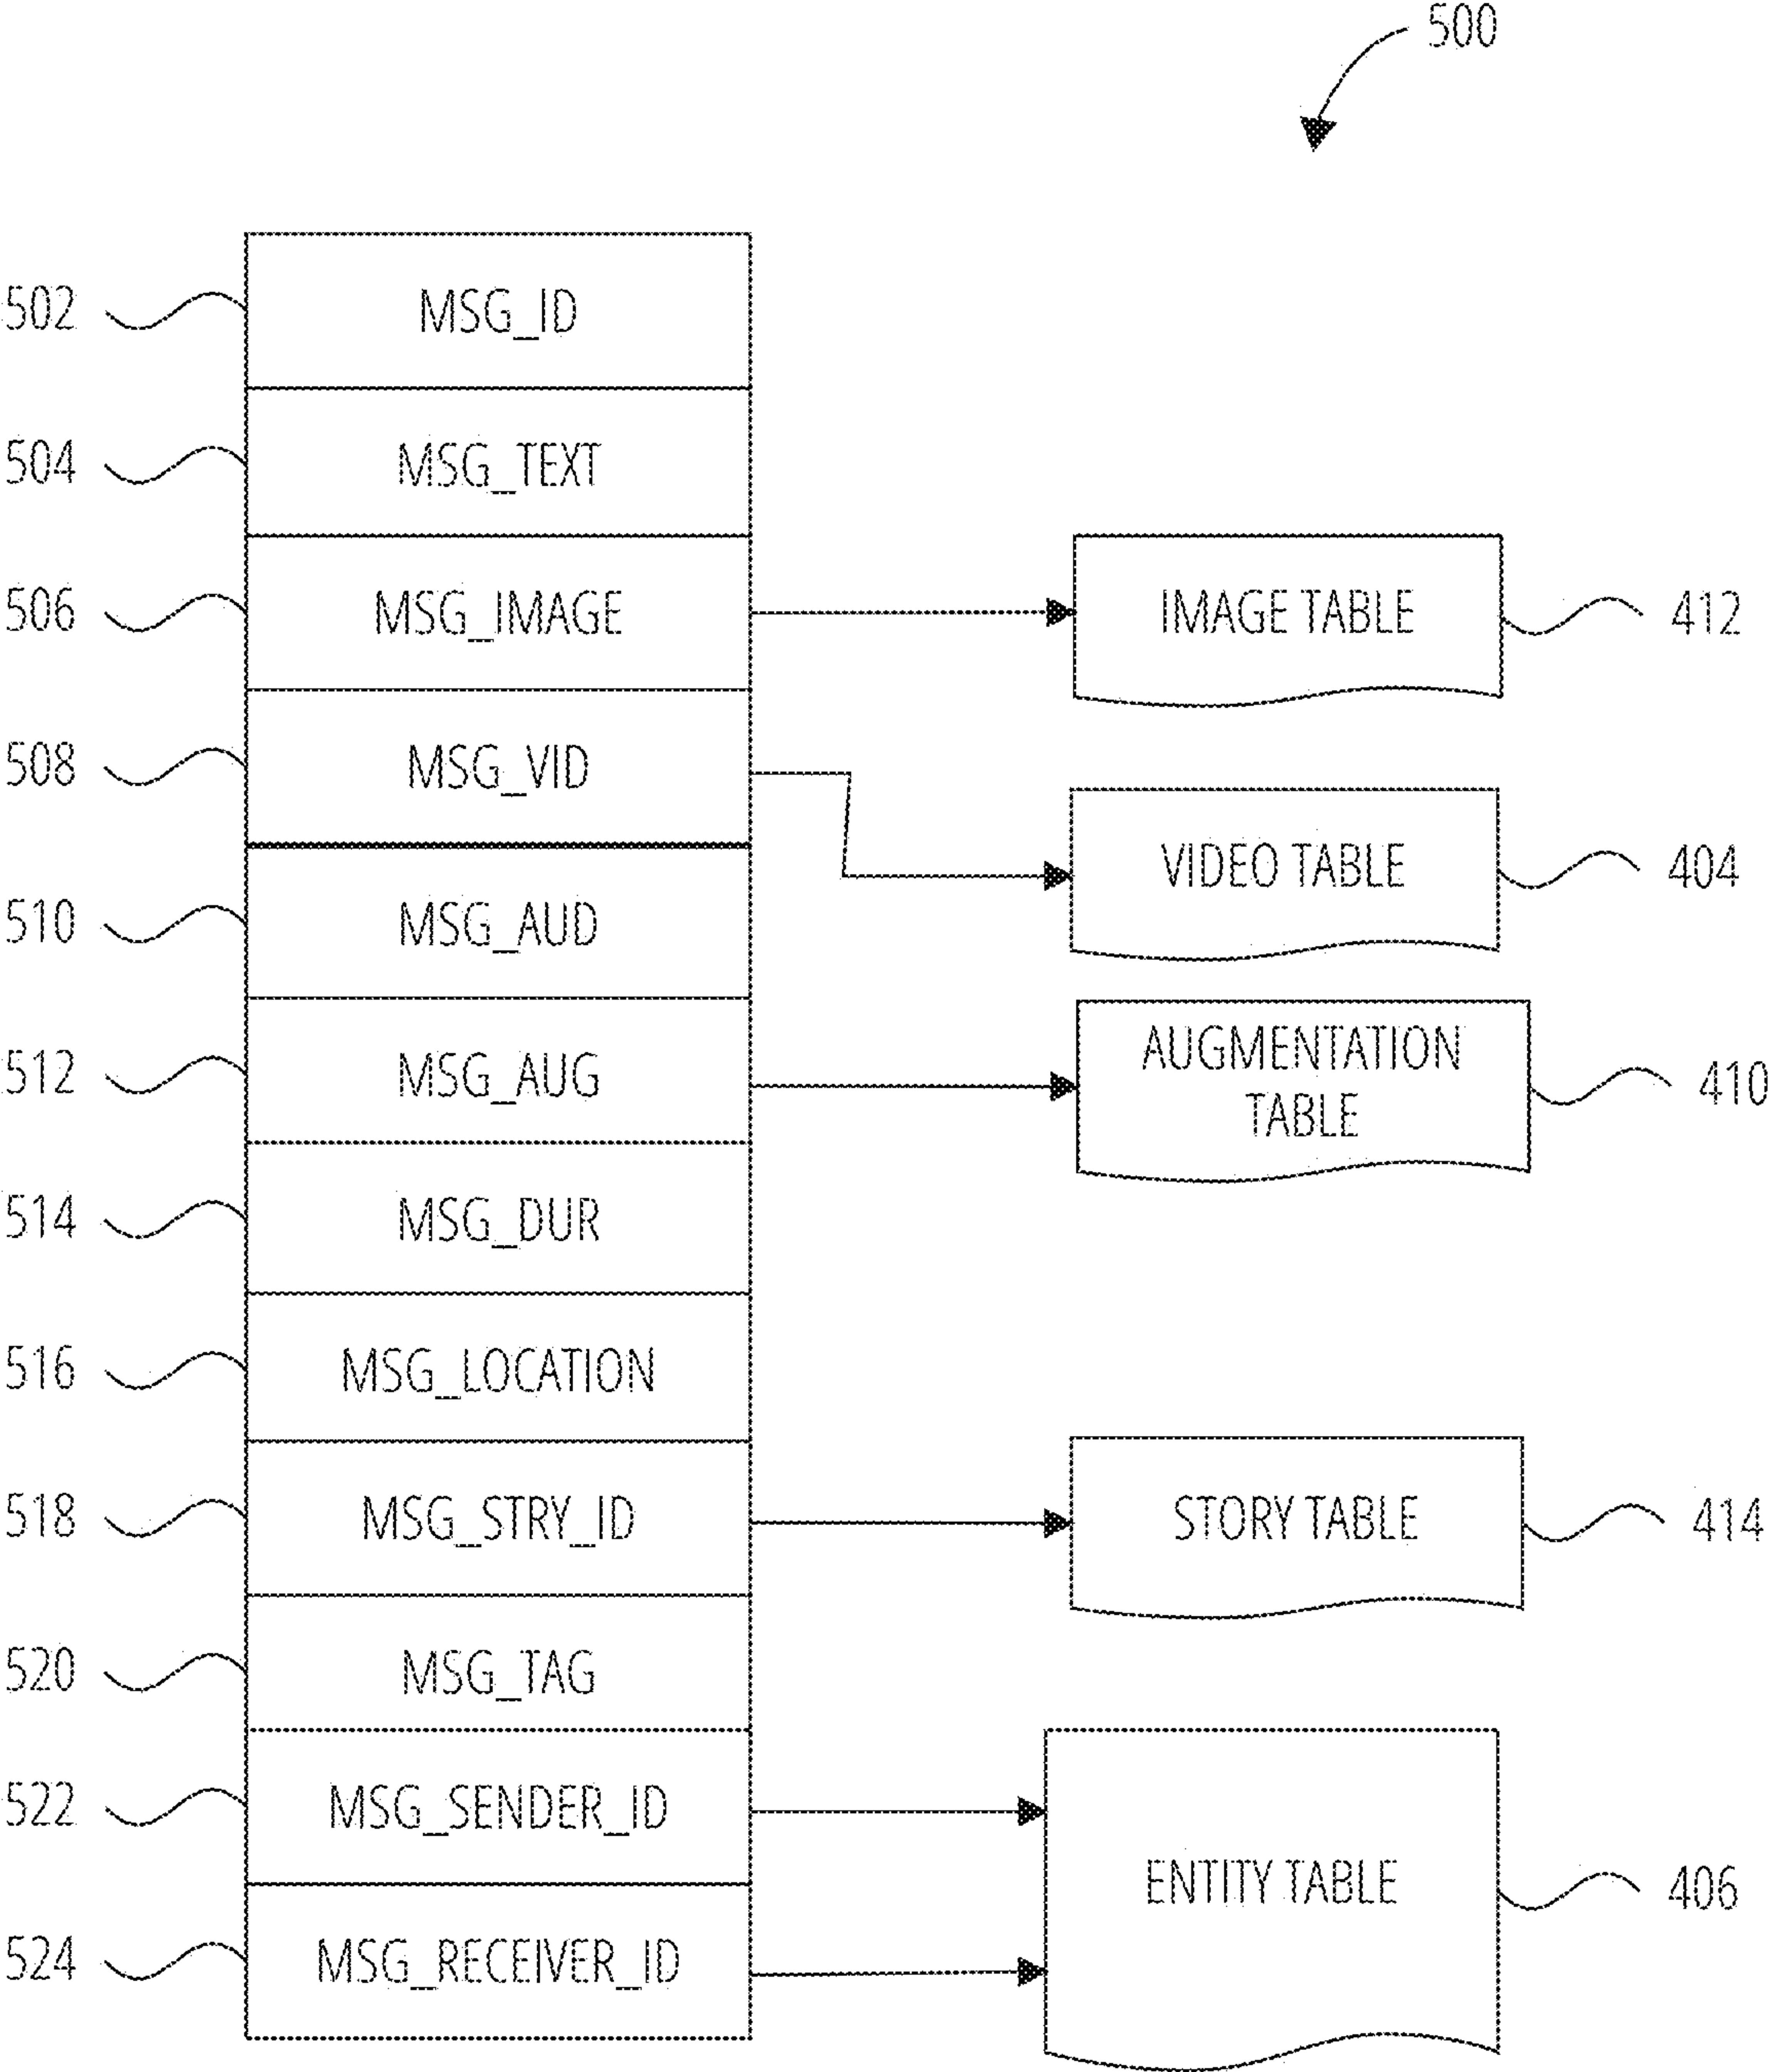 500
502 MSG_ID
504 MSG_TEXT
506 MSG_IMAGE IMAGE TABLE 412
508 MSG_VID
VIDEO TABLE 404
510 MSG_AUD
512 MSG_AUG AUGMENTATION
TABLE 410
514 MSG_DUR
516 MSG_LOCATION
518 MSG_STRY_ID STORY TABLE 414
520 MSG_TAG
522 MSG_SENDER_ID
ENTITY TABLE 406
524 MSG_RECEIVER_ID